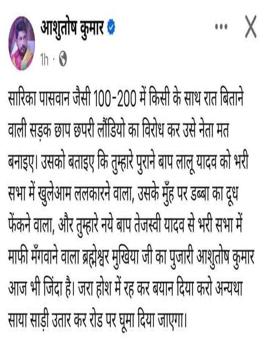 आशुतोष कुमार
1h
सारिका पासवान जैसी 100-200 में किसी के साथ रात बिताने
वाली सड़क छाप छपरी लौंडियो का विरोध कर उसे नेता मत
बनाइए। उसको बताइए कि तुम्हारे पुराने बाप लालू यादव को भरी
सभा में खुलेआम ललकारने वाला, उसके मुँह पर डब्बा का दूध
फेंकने वाला, और तुम्हारे नये बाप तेजस्वी यादव से भरी सभा में
माफी मँगवाने वाला ब्रह्मेश्वर मुखिया जी का पुजारी आशुतोष कुमार
आज भी जिंदा है। जरा होश में रह कर बयान दिया करो अन्यथा
साया साड़ी उतार कर रोड पर घूमा दिया जाएगा।